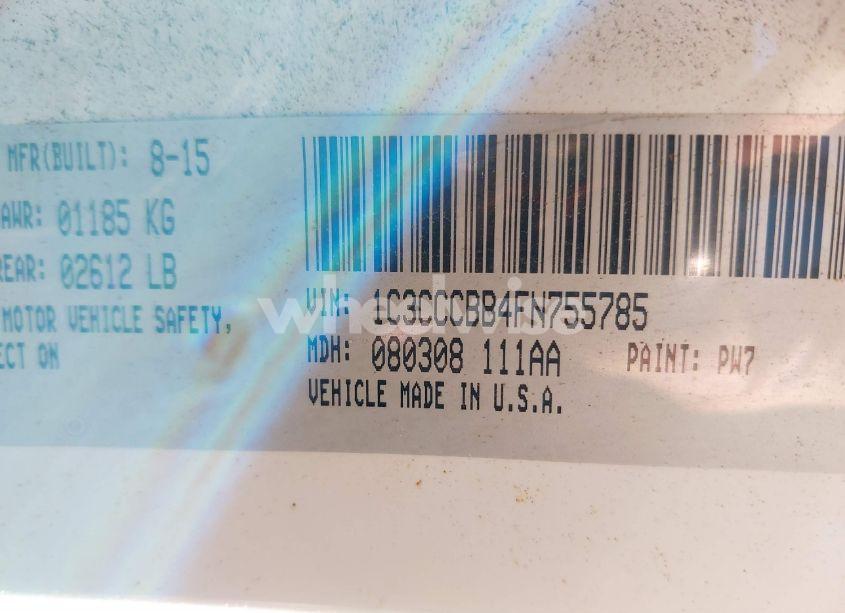 MFR(BUILT): 8-15
AWR: 01185 KG
REAR: 02612 LB
MOTOR VEHICLE SAFETY,
ECT ON
VIN: 1C3CCCBB4FN755785
MDH: 080308 111AA PAINT: PW7
VEHICLE MADE IN U.S.A.
wheelwise